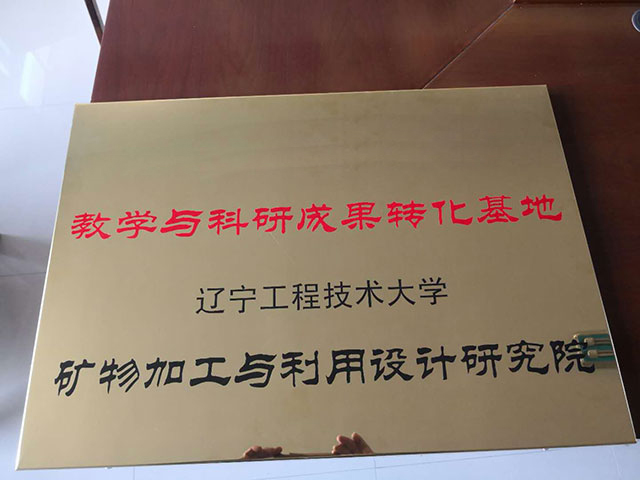 教学与科研成果转化基地
辽宁工程技术大学
矿物加工与利用设计研究院